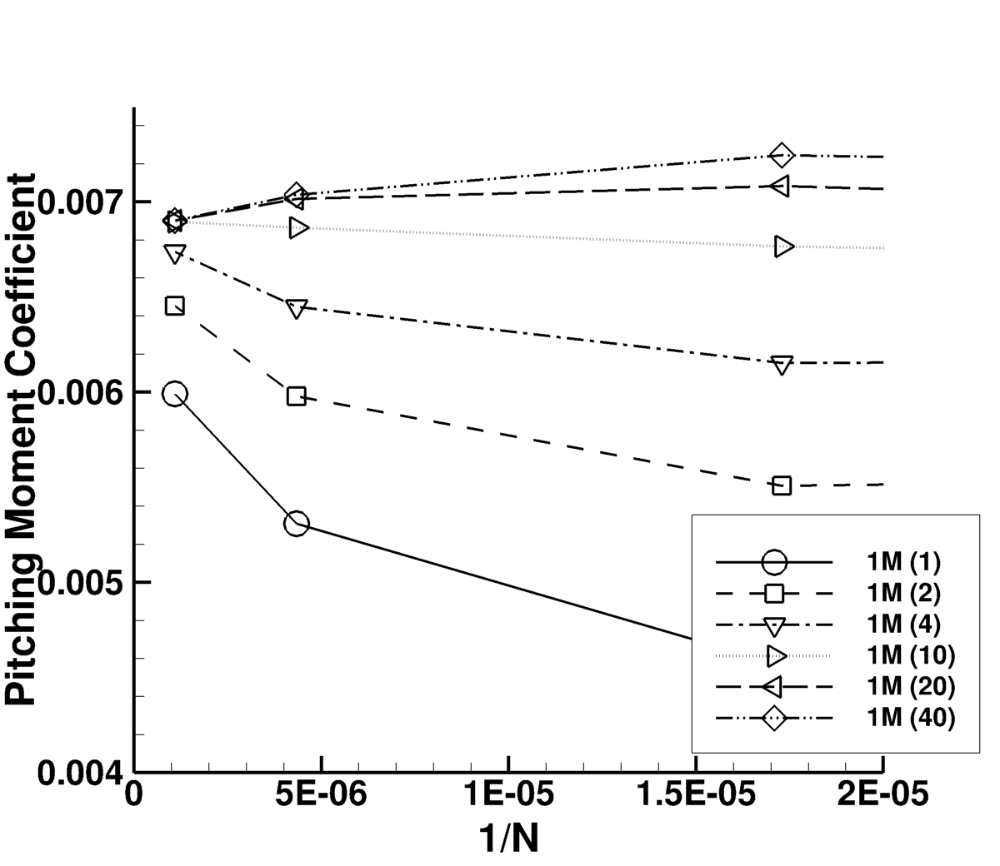 Pitching Moment Coefficient
0.007
0.006
0.005
0.004
0
5E-06
1E-05
1.5E-05
2E-05
1/N
1M (1)
1M (2)
1M (4)
1M (10)
1M (20)
1M (40)